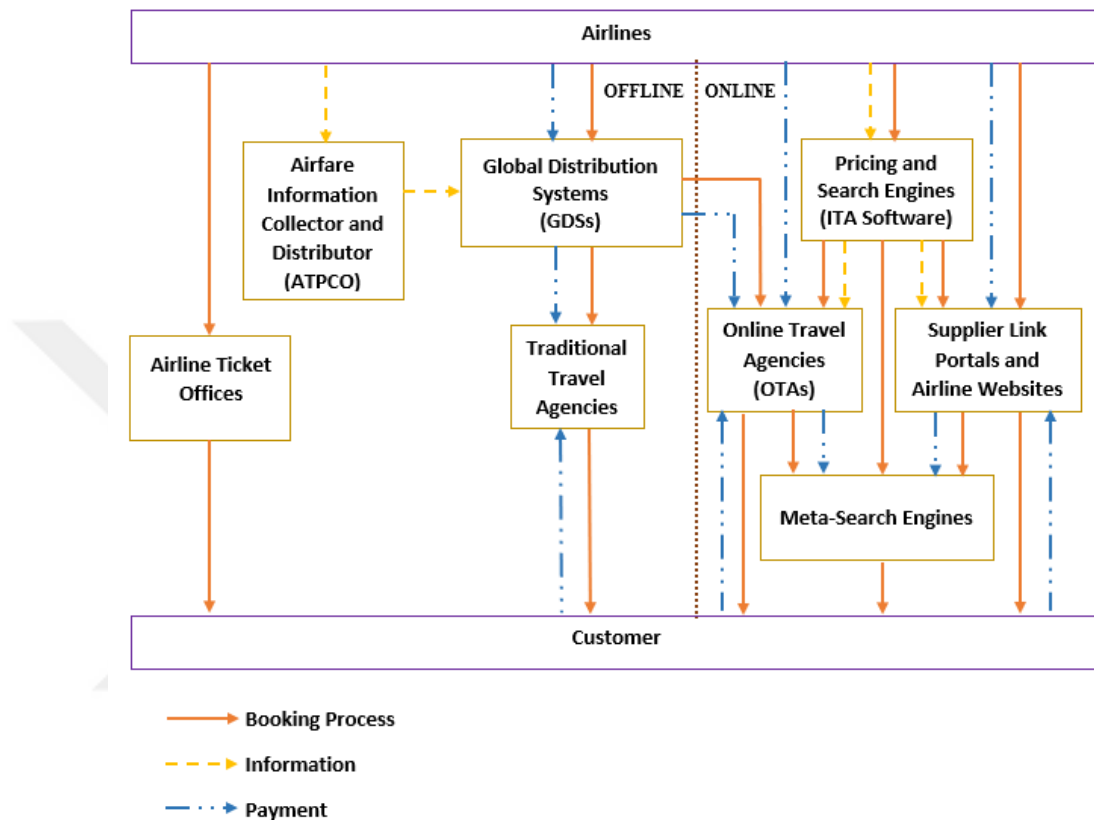 Airlines
OFFLINE
ONLINE
Airfare
Information
Collector and
Distributor
(ATPCO)
Global Distribution
Systems
(GDSs)
Pricing and
Search Engines
(ITA Software)
Airline Ticket
Offices
Traditional
Travel
Agencies
Online Travel
Agencies
(OTAs)
Supplier Link
Portals and
Airline Websites
Meta-Search Engines
Customer
Booking Process
Information
Payment